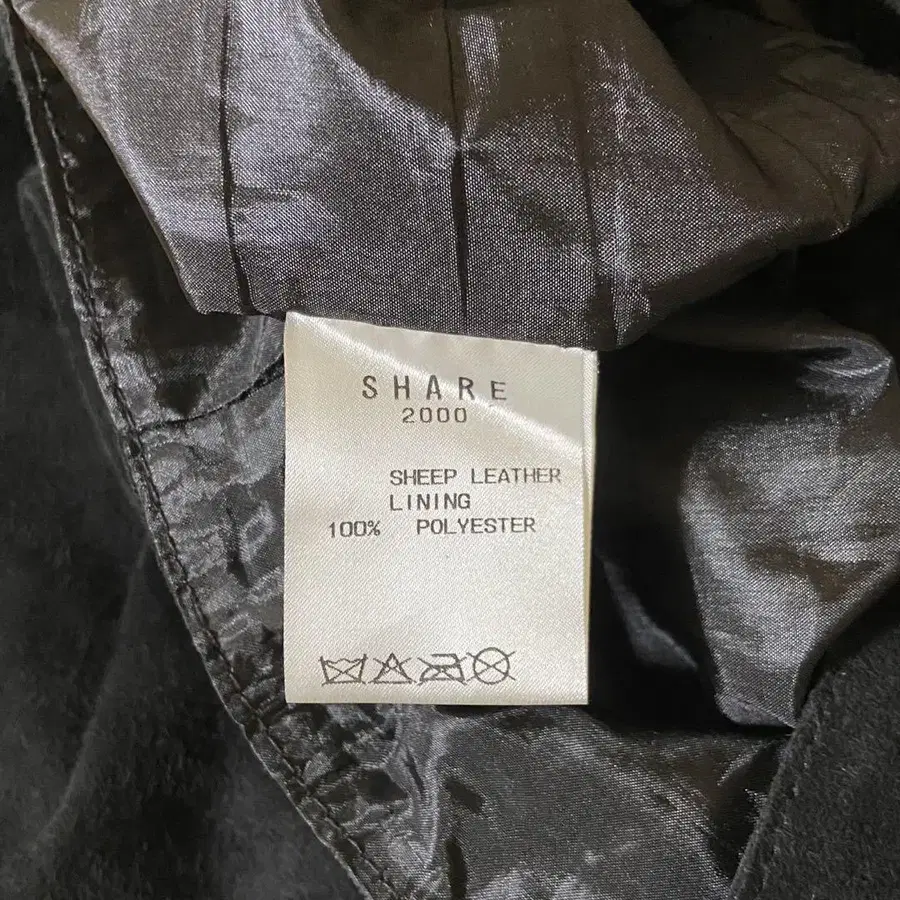 SHARE
2000
SHEEP LEATHER
LINING
100% POLYESTER